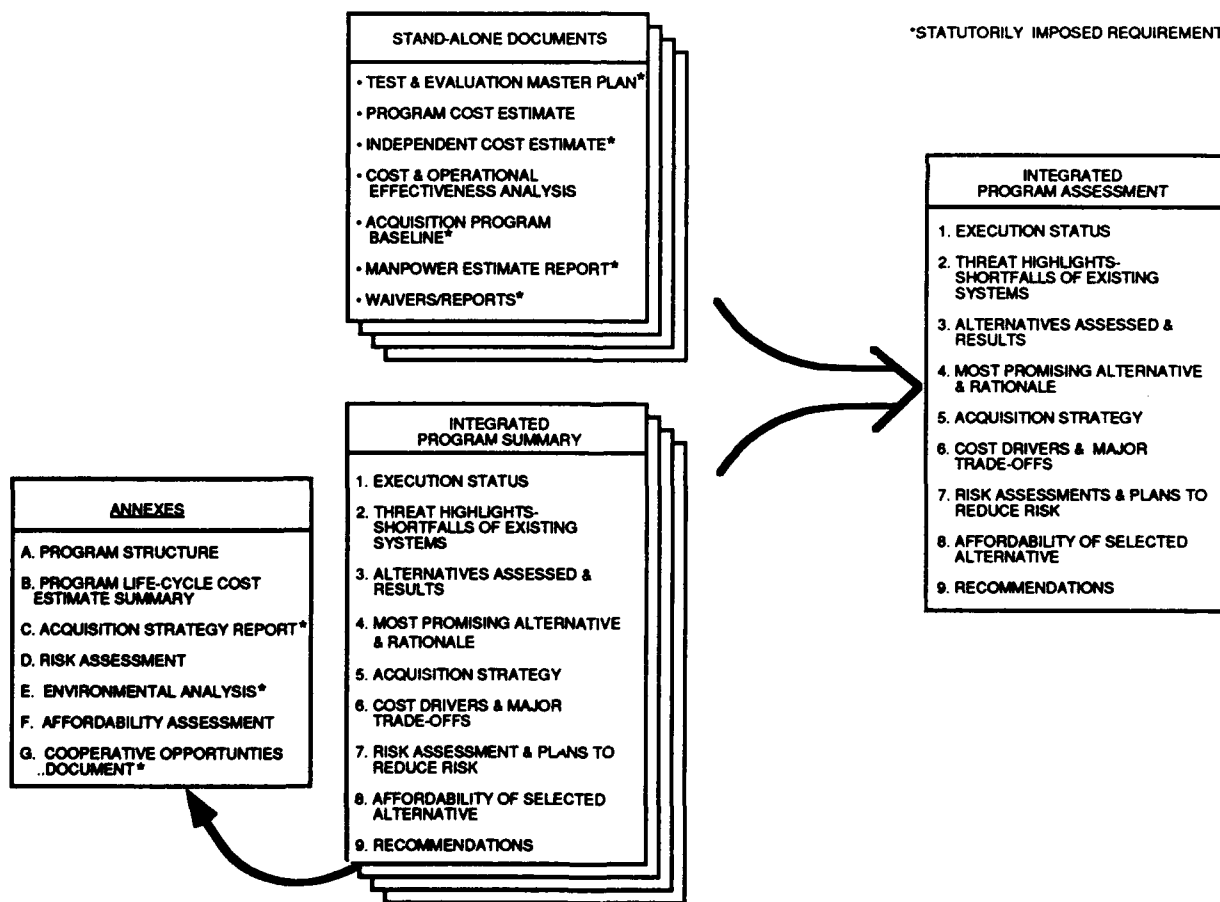 *STATUTORILY IMPOSED REQUIREMENT
STAND-ALONE DOCUMENTS
• TEST & EVALUATION MASTER PLAN*
• PROGRAM COST ESTIMATE
• INDEPENDENT COST ESTIMATE*
• COST & OPERATIONAL
EFFECTIVENESS ANALYSIS
• ACQUISITION PROGRAM
BASELINE*
• MANPOWER ESTIMATE REPORT*
• WAIVERS/REPORTS*
INTEGRATED
PROGRAM SUMMARY
1. EXECUTION STATUS
2. THREAT HIGHLIGHTS-
SHORTFALLS OF EXISTING
SYSTEMS
3. ALTERNATIVES ASSESSED &
RESULTS
4. MOST PROMISING ALTERNATIVE
& RATIONALE
5. ACQUISITION STRATEGY
6. COST DRIVERS & MAJOR
TRADE-OFFS
7. RISK ASSESSMENT & PLANS TO
REDUCE RISK
8. AFFORDABILITY OF SELECTED
ALTERNATIVE
9. RECOMMENDATIONS
ANNEXES
A. PROGRAM STRUCTURE
B. PROGRAM LIFE-CYCLE COST
ESTIMATE SUMMARY
C. ACQUISITION STRATEGY REPORT*
D. RISK ASSESSMENT
E. ENVIRONMENTAL ANALYSIS*
F. AFFORDABILITY ASSESSMENT
G. COOPERATIVE OPPORTUNTIES
..DOCUMENT*
INTEGRATED
PROGRAM ASSESSMENT
1. EXECUTION STATUS
2. THREAT HIGHLIGHTS-
SHORTFALLS OF EXISTING
SYSTEMS
3. ALTERNATIVES ASSESSED &
RESULTS
4. MOST PROMISING ALTERNATIVE
& RATIONALE
5. ACQUISITION STRATEGY
6. COST DRIVERS & MAJOR
TRADE-OFFS
7. RISK ASSESSMENTS & PLANS TO
REDUCE RISK
8. AFFORDABILITY OF SELECTED
ALTERNATIVE
9. RECOMMENDATIONS